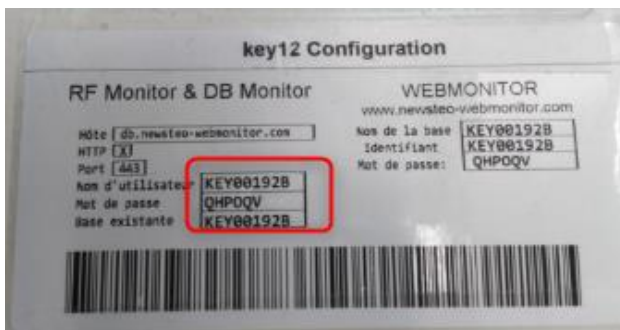 key12 Configuration
RF Monitor & DB Monitor
Hôte db.newsteo-webmonitor.com
HTTP [X]
Port 443
Nom d'utilisateur KEY00192B
Mot de passe QHPOQV
Base existante KEY00192B
WEBMONITOR
www.newsteo-webmonitor.com
Nom de la base KEY00192B
Identifiant KEY00192B
Mot de passe: QHPOQV